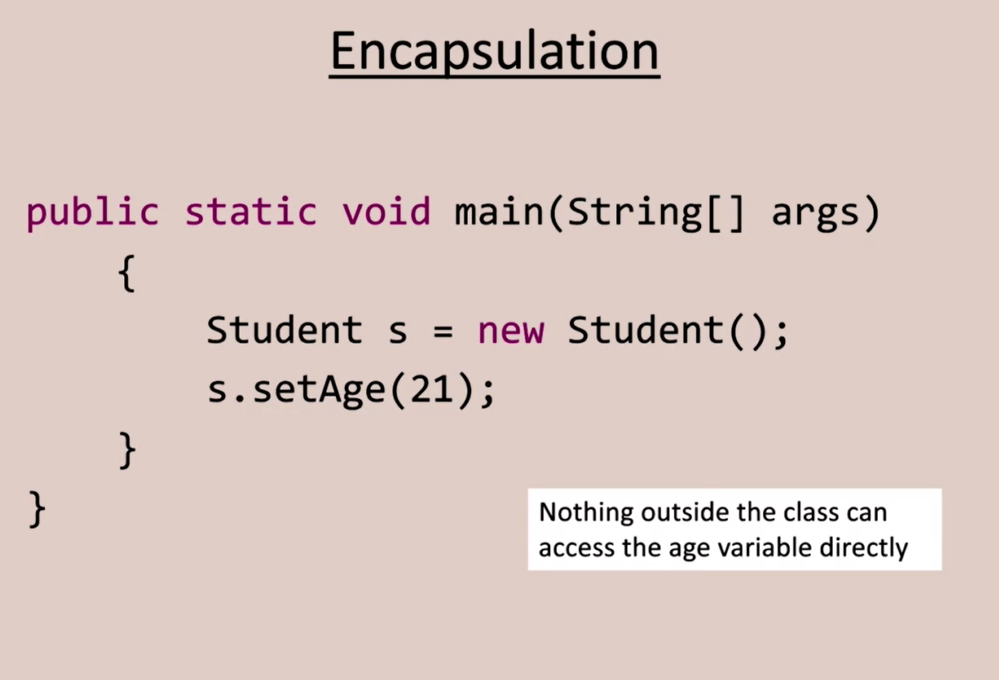 Encapsulation
public static void main(String[] args)
{
Student s = new Student();
s.setAge(21);
}
}
Nothing outside the class can
access the age variable directly